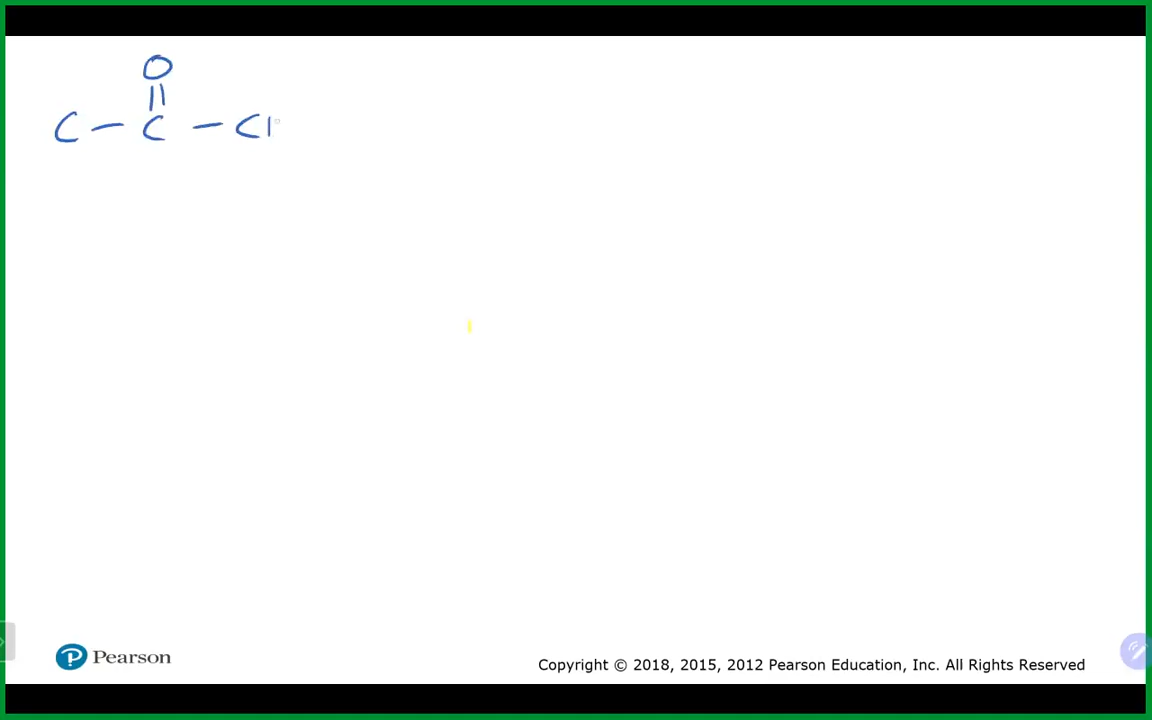 O
||
C — C — Cl
Pearson
Copyright © 2018, 2015, 2012 Pearson Education, Inc. All Rights Reserved